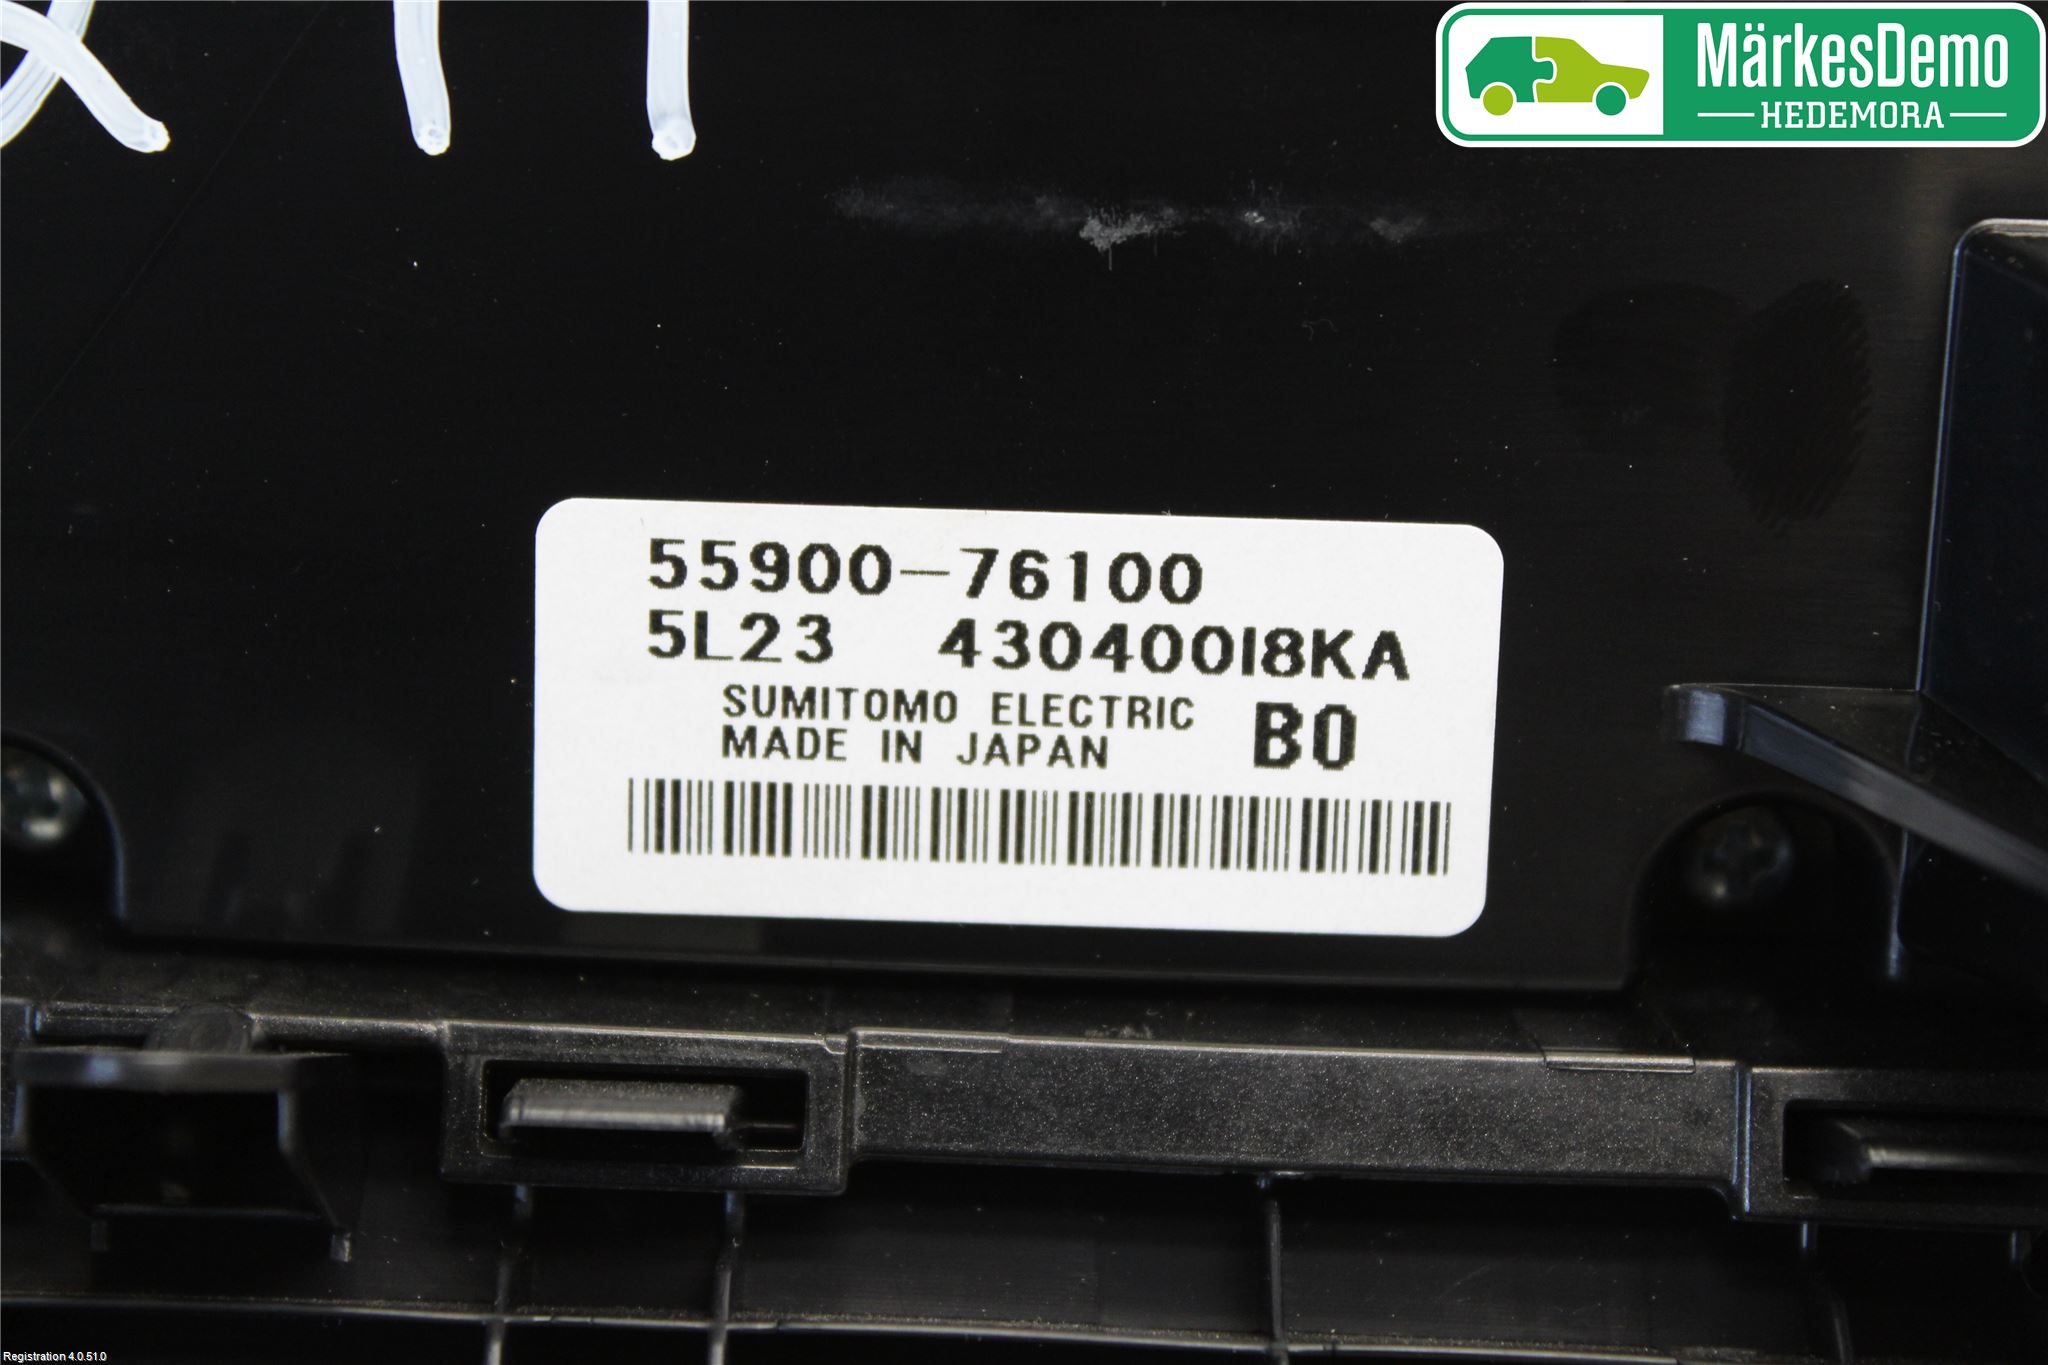 MärkesDemo
HEDEMORA
55900-76100
5L23 43040018KA
SUMITOMO ELECTRIC B0
MADE IN JAPAN
Registration 4.0.51.0